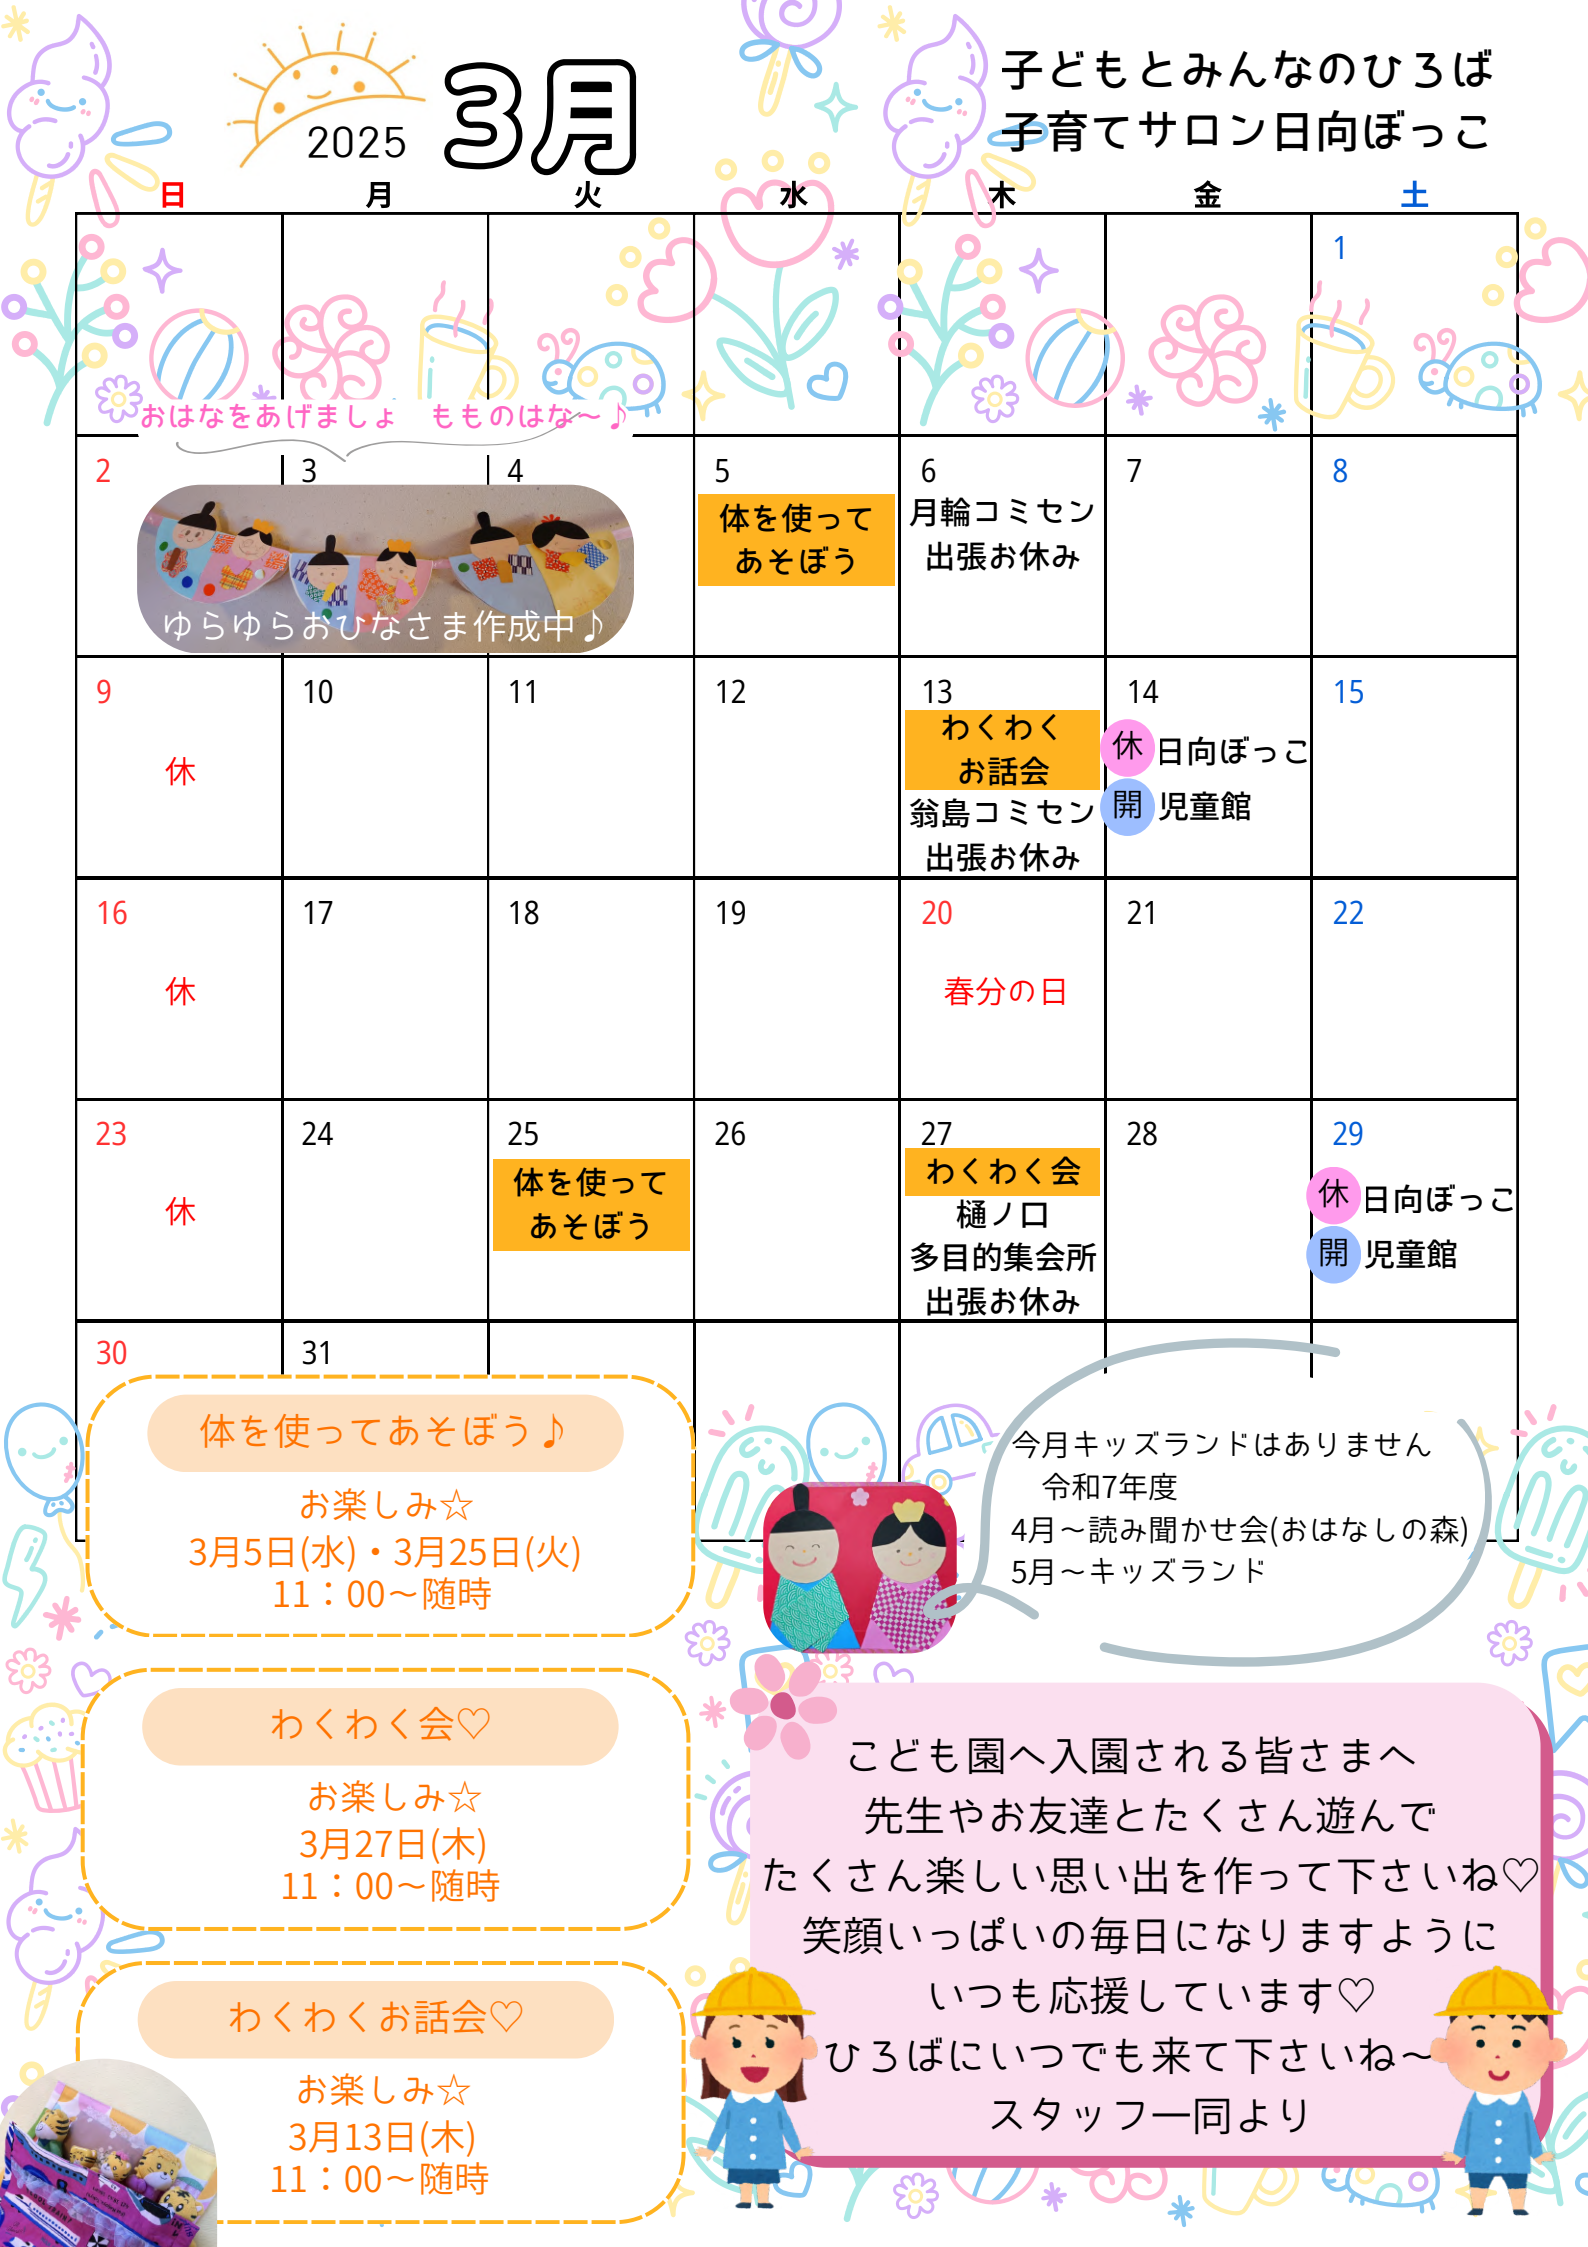 2025
3月
子どもとみんなのひろば
子育てサロン日向ぼっこ
日 月 火 水 木 金 土
1
おはなをあげましょ もものはな～♪
2 3 4 5 6 7 8
ゆらゆらおひなさま作成中♪
体を使って
あそぼう
月輪コミセン
出張お休み
9 10 11 12 13 14 15
休
わくわく
お話会
翁島コミセン
出張お休み
休 日向ぼっこ
開 児童館
16 17 18 19 20 21 22
休
春分の日
23 24 25 26 27 28 29
休
体を使って
あそぼう
わくわく会
樋ノ口
多目的集会所
出張お休み
休 日向ぼっこ
開 児童館
30 31
体を使ってあそぼう♪
お楽しみ☆
3月5日(水)・3月25日(火)
11：00～随時
今月キッズランドはありません
令和7年度
4月～読み聞かせ会(おはなしの森)
5月～キッズランド
わくわく会♡
お楽しみ☆
3月27日(木)
11：00～随時
わくわくお話会♡
お楽しみ☆
3月13日(木)
11：00～随時
こども園へ入園される皆さまへ
先生やお友達とたくさん遊んで
たくさん楽しい思い出を作って下さいね♡
笑顔いっぱいの毎日になりますように
いつも応援しています♡
ひろばにいつでも来て下さいね～
スタッフ一同より